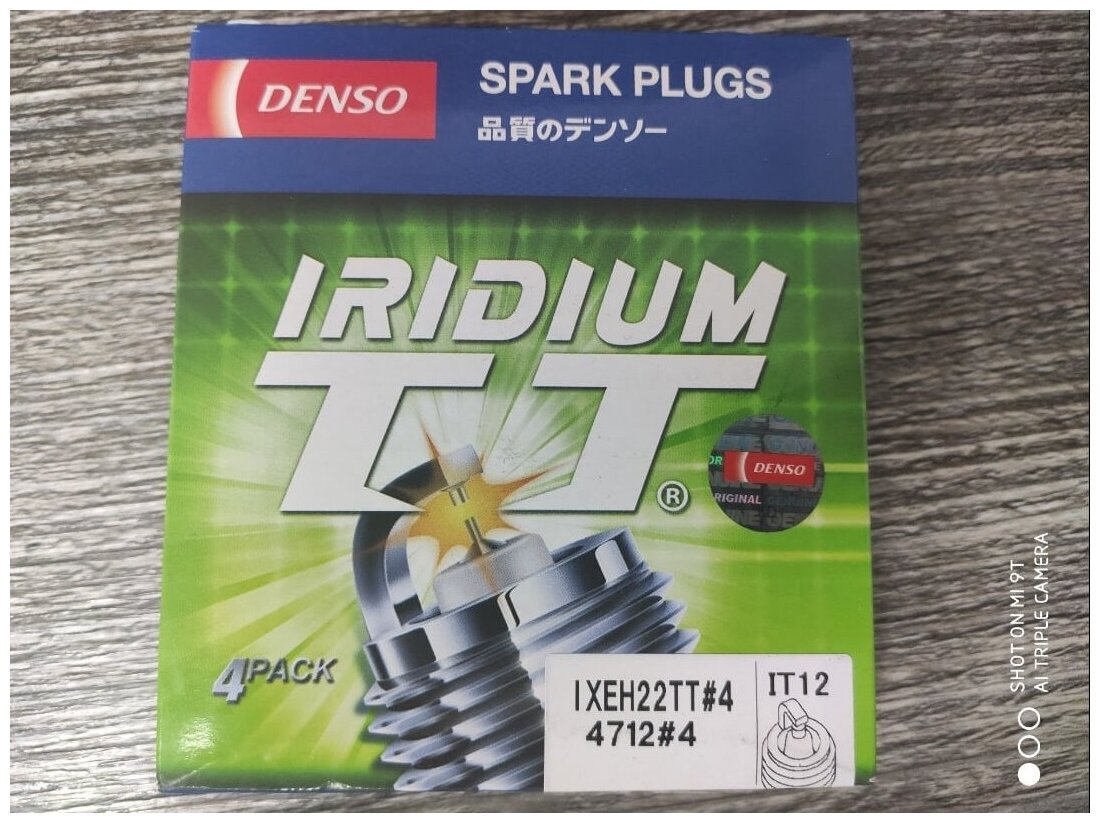 DENSO
SPARK PLUGS
品質のデンソー
IRIDIUM
TT
®
DENSO
RIGINAL
4PACK
IXEH22TT#4
4712#4
IT12
SHOT ON MI 9T
AI TRIPLE CAMERA